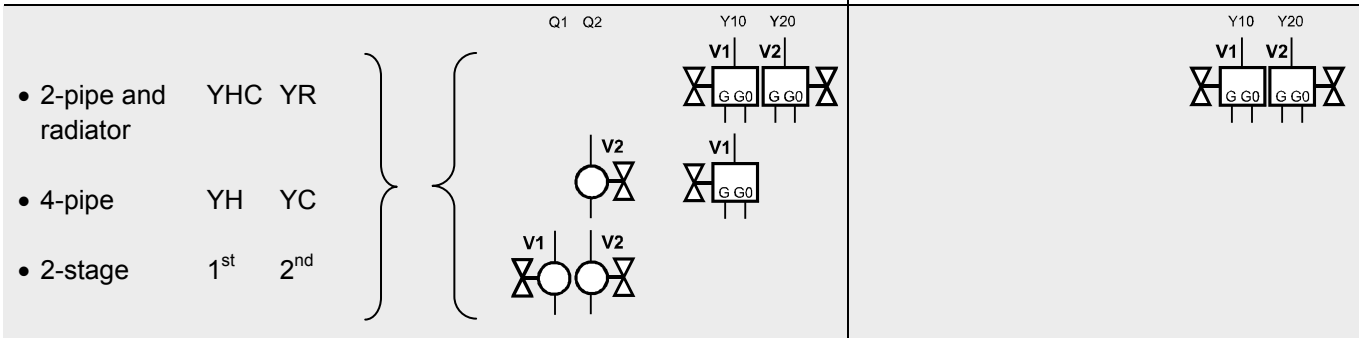 Q1 Q2 Y10 Y20 Y10 Y20
V1 V2 V1 V2
• 2-pipe and YHC YR G G0 G G0 G G0 G G0
radiator
V2 V1
• 4-pipe YH YC G G0
V1 V2
• 2-stage 1st 2nd